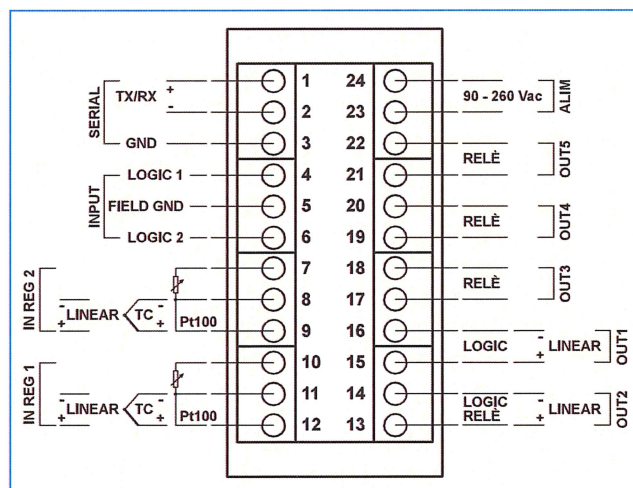 SERIAL
TX/RX
+
-
GND
INPUT
LOGIC 1
FIELD GND
LOGIC 2
IN REG 2
-
+
LINEAR
TC
-
+
Pt100
IN REG 1
-
+
LINEAR
TC
-
+
Pt100
1 24
2 23
3 22
4 21
5 20
6 19
7 18
8 17
9 16
10 15
11 14
12 13
90 - 260 Vac
ALIM
RELÈ
OUT5
RELÈ
OUT4
RELÈ
OUT3
LOGIC
-
+
LINEAR
OUT1
LOGIC
RELÈ
-
+
LINEAR
OUT2